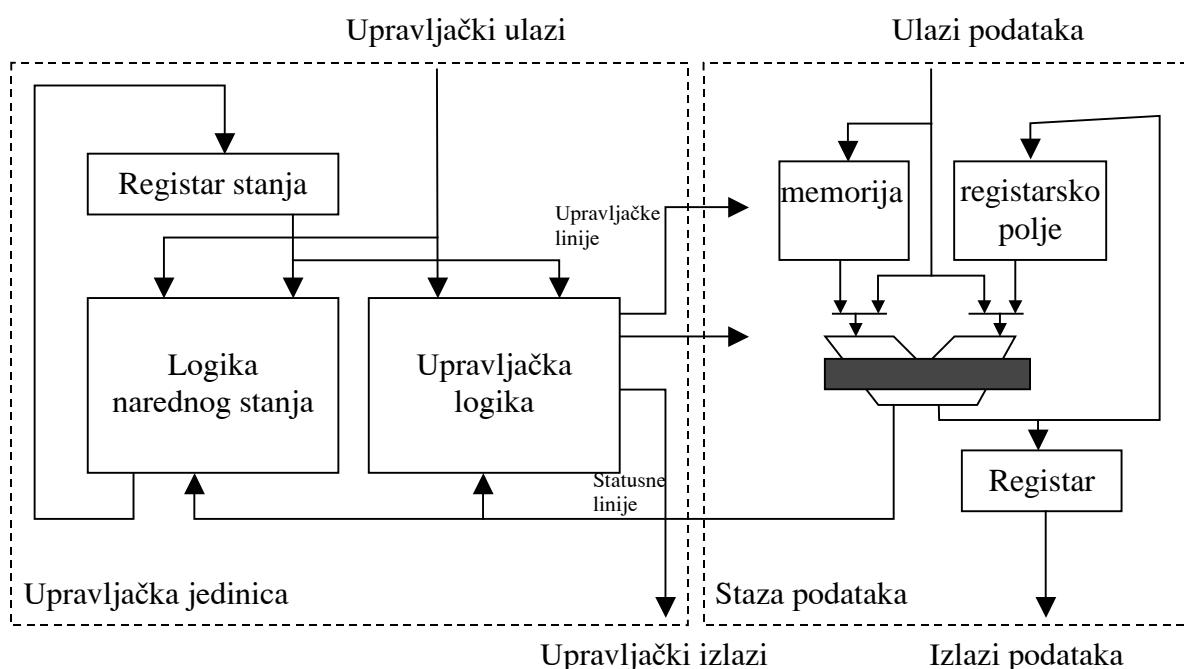 Upravljački ulazi
Ulazi podataka
Registar stanja
Upravljačke
linije
memorija
registarsko
polje
Logika
narednog stanja
Upravljačka
logika
Statusne
linije
Registar
Upravljačka jedinica
Staza podataka
Upravljački izlazi
Izlazi podataka